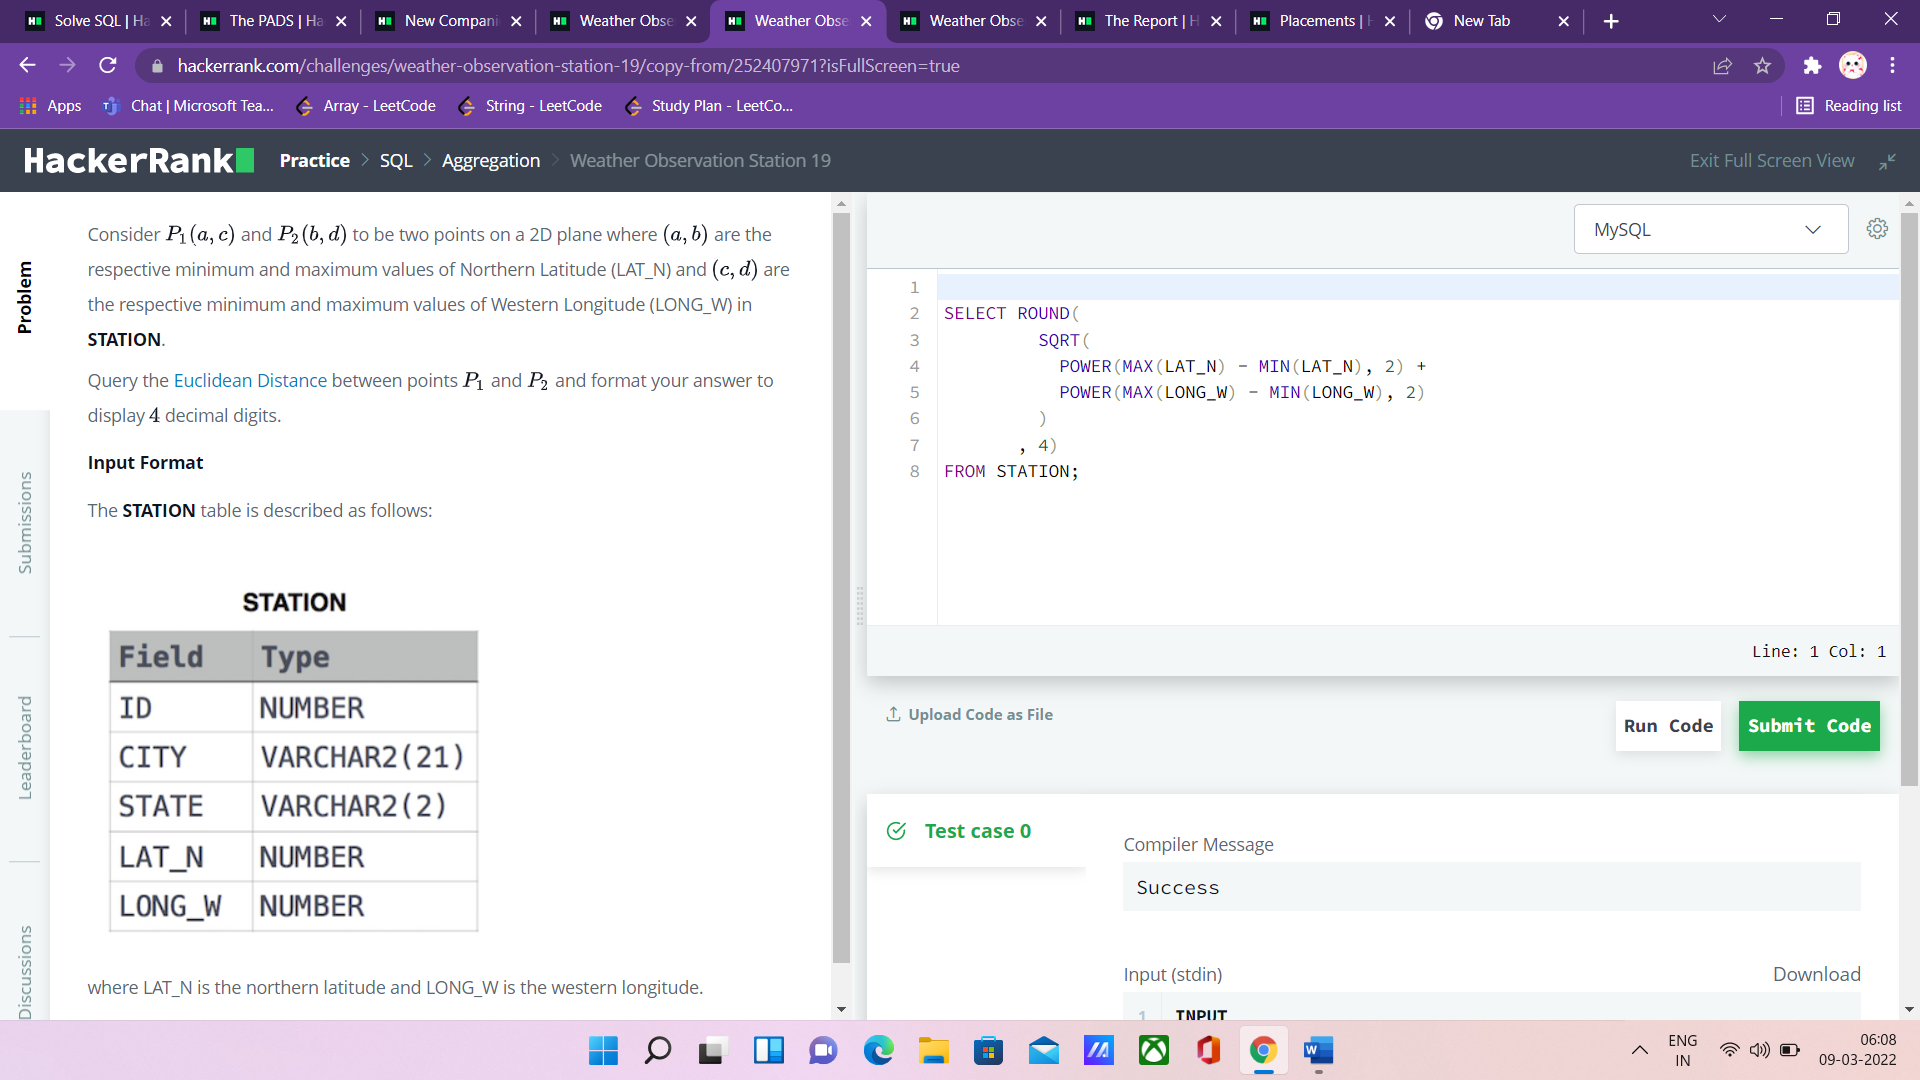 Solve SQL | Ha
The PADS | Ha
New Compani
Weather Obse
Weather Obse
Weather Obse
The Report | H
Placements | H
New Tab
hackerrank.com/challenges/weather-observation-station-19/copy-from/252407971?isFullScreen=true
Apps
Chat | Microsoft Tea...
Array - LeetCode
String - LeetCode
Study Plan - LeetCo...
Reading list
HackerRank
Practice > SQL > Aggregation > Weather Observation Station 19
Exit Full Screen View
Problem
Submissions
Leaderboard
Discussions
Consider P₁(a, c) and P₂(b, d) to be two points on a 2D plane where (a, b) are the
respective minimum and maximum values of Northern Latitude (LAT_N) and (c, d) are
the respective minimum and maximum values of Western Longitude (LONG_W) in
STATION.
Query the Euclidean Distance between points P₁ and P₂ and format your answer to
display 4 decimal digits.
Input Format
The STATION table is described as follows:
STATION
Field Type
ID NUMBER
CITY VARCHAR2(21)
STATE VARCHAR2(2)
LAT_N NUMBER
LONG_W NUMBER
where LAT_N is the northern latitude and LONG_W is the western longitude.
MySQL
1
2 SELECT ROUND(
3 SQRT(
4 POWER(MAX(LAT_N) - MIN(LAT_N), 2) +
5 POWER(MAX(LONG_W) - MIN(LONG_W), 2)
6 )
7 , 4)
8 FROM STATION;
Line: 1 Col: 1
Upload Code as File
Run Code
Submit Code
Test case 0
Compiler Message
Success
Input (stdin)
Download
1 INPUT
ENG
IN
06:08
09-03-2022